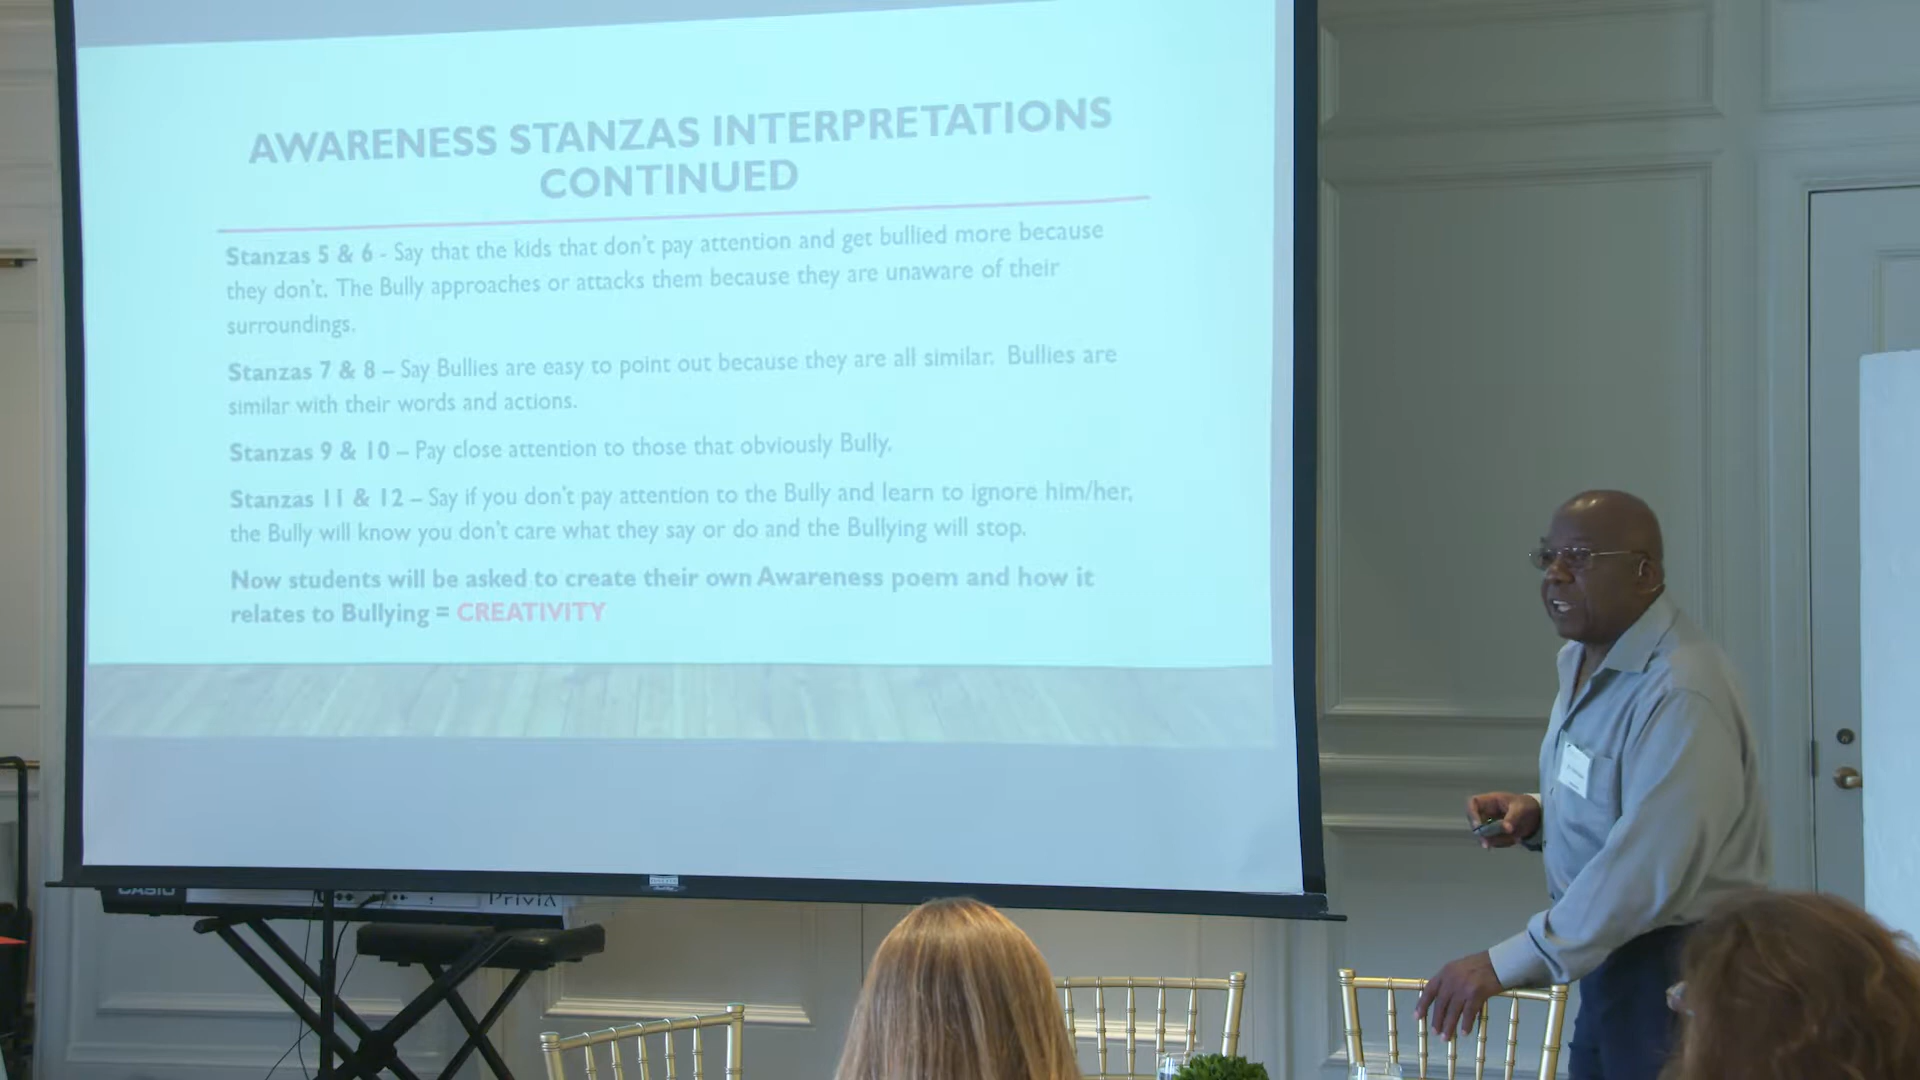 AWARENESS STANZAS INTERPRETATIONS
CONTINUED
Stanzas 5 & 6 - Say that the kids that don't pay attention and get bullied more because
they don't. The Bully approaches or attacks them because they are unaware of their
surroundings.
Stanzas 7 & 8 – Say Bullies are easy to point out because they are all similar. Bullies are
similar with their words and actions.
Stanzas 9 & 10 – Pay close attention to those that obviously Bully.
Stanzas 11 & 12 – Say if you don't pay attention to the Bully and learn to ignore him/her,
the Bully will know you don't care what they say or do and the Bullying will stop.
Now students will be asked to create their own Awareness poem and how it
relates to Bullying = CREATIVITY
CASIO
Privia